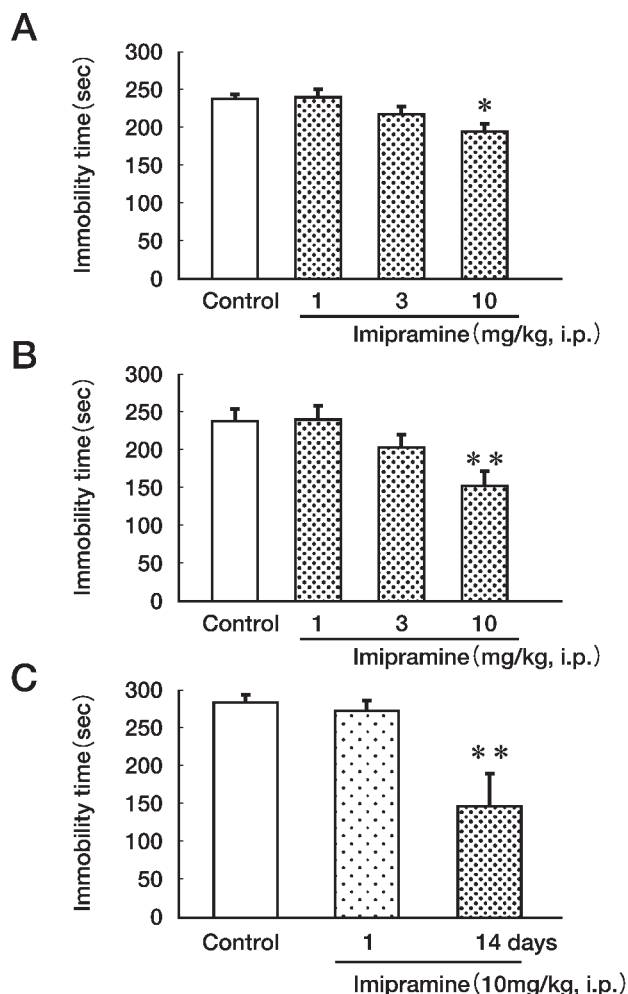 A
Immobility time(sec)
300
250
200
150
100
50
0
*
Control 1 3 10
Imipramine(mg/kg, i.p.)
B
Immobility time(sec)
300
250
200
150
100
50
0
**
Control 1 3 10
Imipramine(mg/kg, i.p.)
C
Immobility time(sec)
300
250
200
150
100
50
0
**
Control 1 14 days
Imipramine(10mg/kg, i.p.)